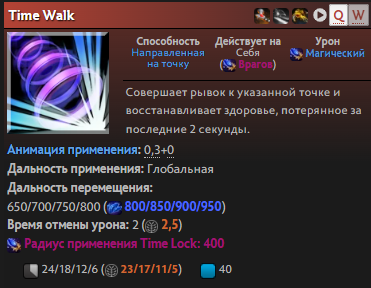 Time Walk
Q W
Способность Действует на Урон
Направленная Себя Магический
на точку (Врагов)
Совершает рывок к указанной точке и
восстанавливает здоровье, потерянное за
последние 2 секунды.
Анимация применения: 0,3+0
Дальность применения: Глобальная
Дальность перемещения:
650/700/750/800 (800/850/900/950)
Время отмены урона: 2 (2,5)
Радиус применения Time Lock: 400
24/18/12/6 (23/17/11/5) 40